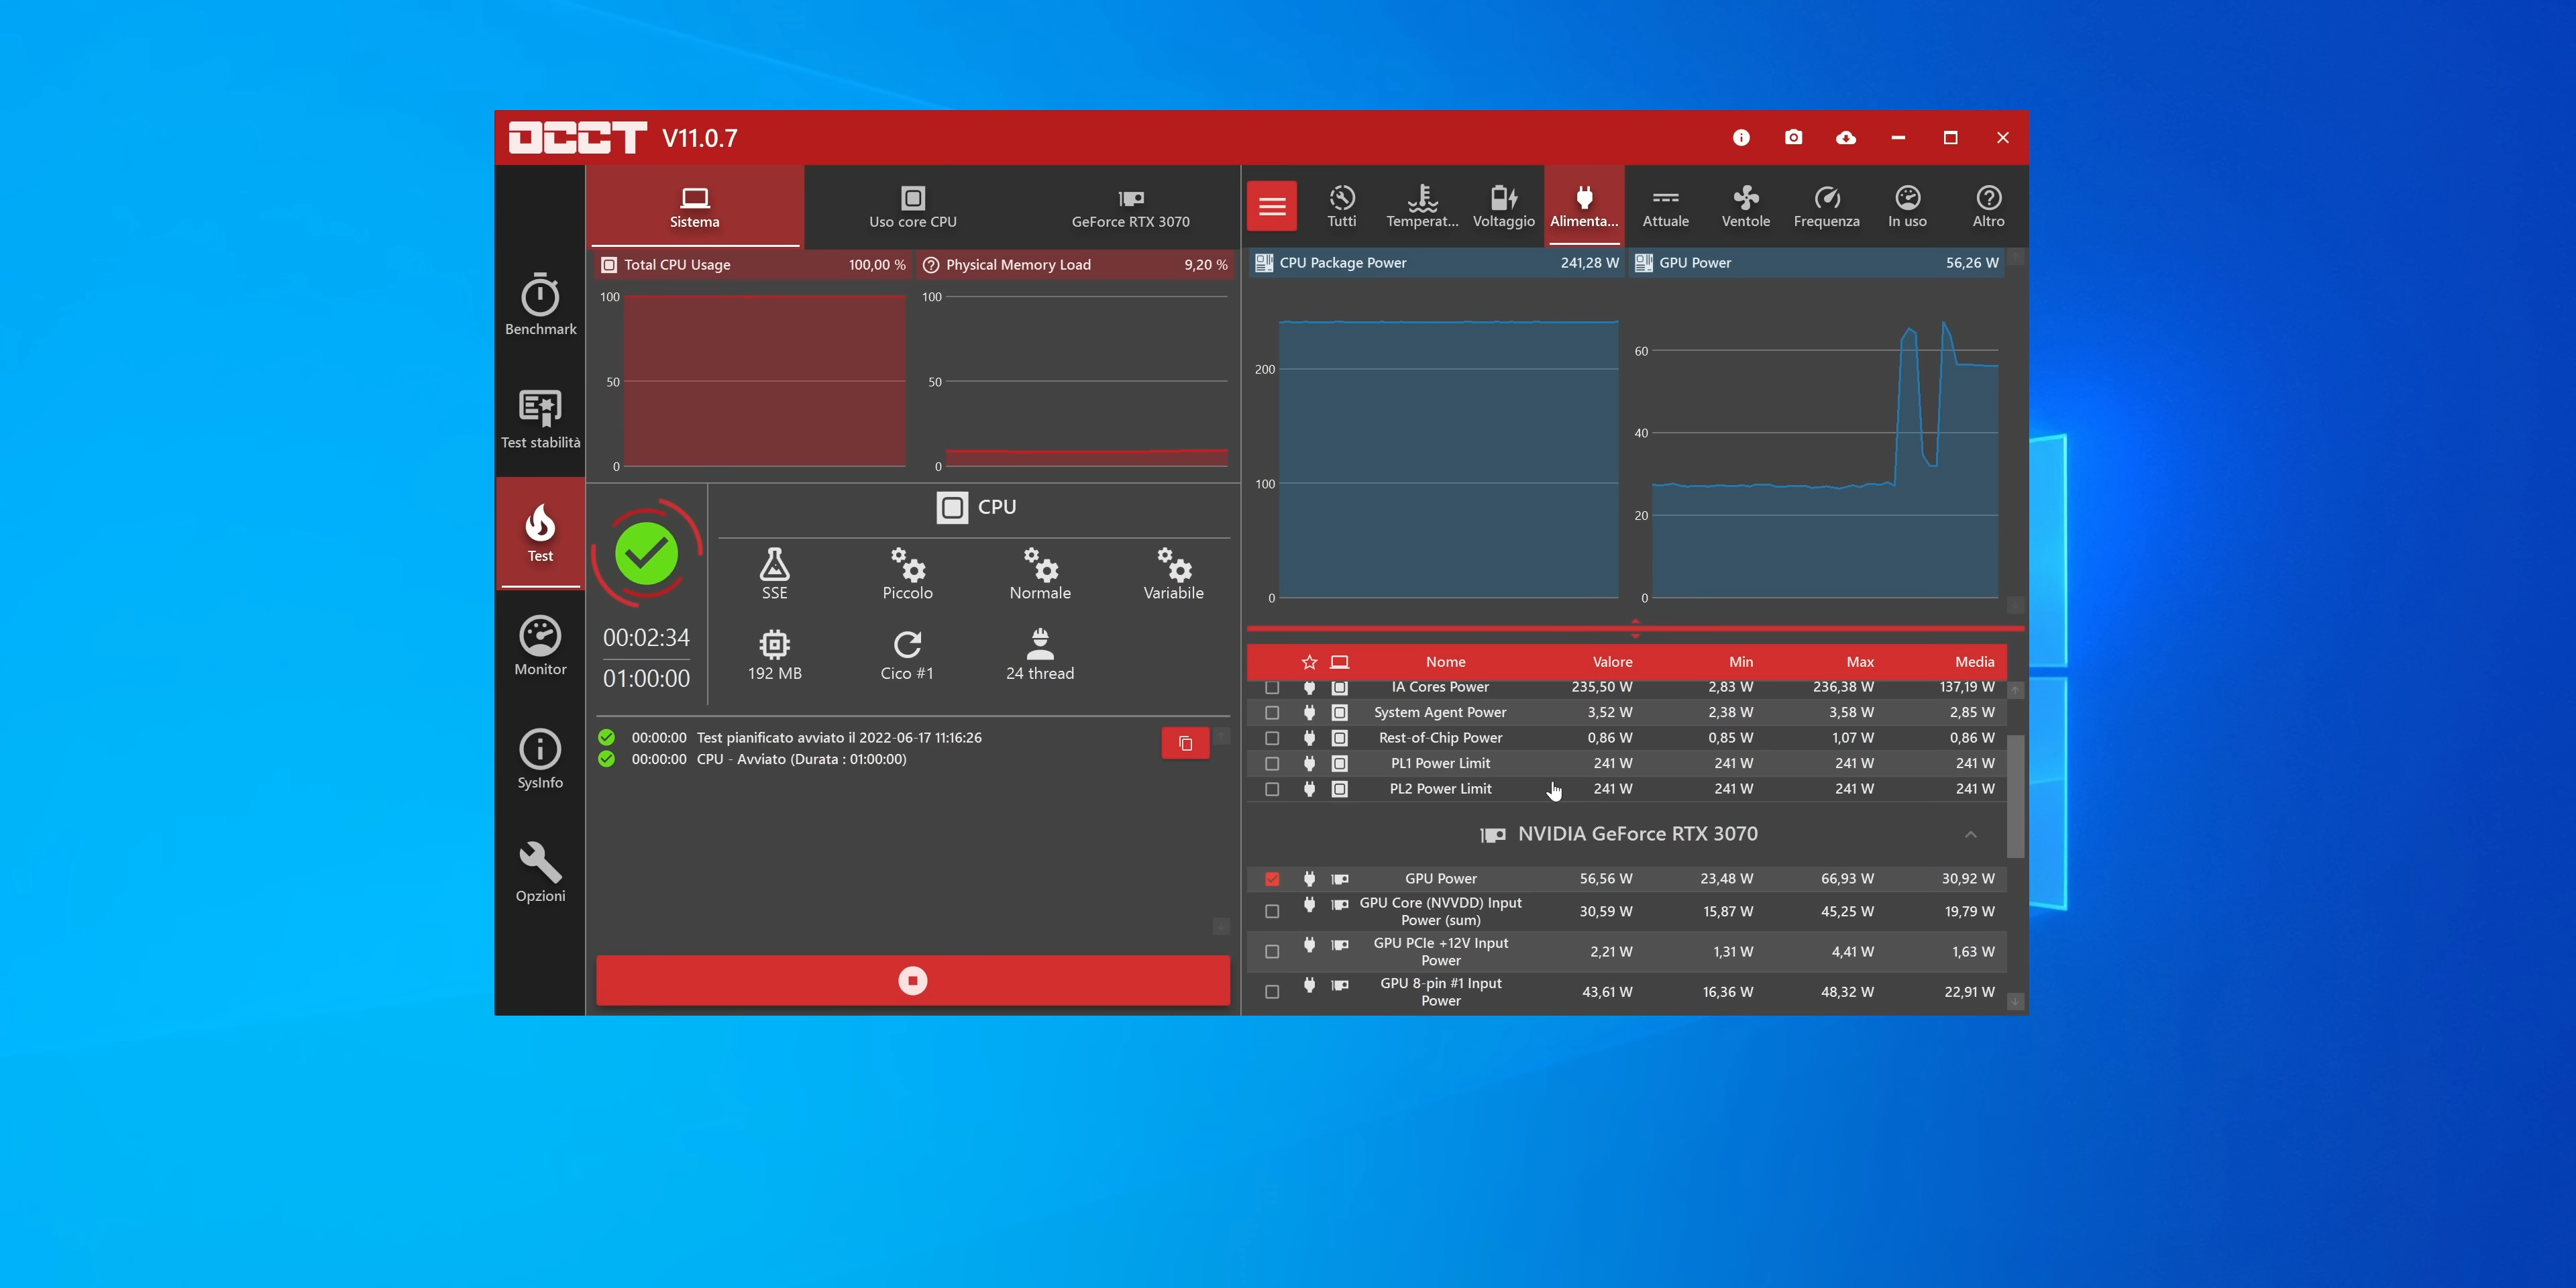 OCCT V11.0.7
Benchmark
Test stabilità
Test
Monitor
SysInfo
Opzioni
Sistema
Uso core CPU
GeForce RTX 3070
Total CPU Usage 100,00 %
100
50
0
Physical Memory Load 9,20 %
100
50
0
00:02:34
01:00:00
CPU
SSE Piccolo Normale Variabile
192 MB Cico #1 24 thread
00:00:00 Test pianificato avviato il 2022-06-17 11:16:26
00:00:00 CPU - Avviato (Durata : 01:00:00)
Tutti Temperat... Voltaggio Alimenta... Attuale Ventole Frequenza In uso Altro
CPU Package Power 241,28 W
200
100
0
GPU Power 56,26 W
60
40
20
0
Nome Valore Min Max Media
IA Cores Power 235,50 W 2,83 W 236,38 W 137,19 W
System Agent Power 3,52 W 2,38 W 3,58 W 2,85 W
Rest-of-Chip Power 0,86 W 0,85 W 1,07 W 0,86 W
PL1 Power Limit 241 W 241 W 241 W 241 W
PL2 Power Limit 241 W 241 W 241 W 241 W
NVIDIA GeForce RTX 3070
GPU Power 56,56 W 23,48 W 66,93 W 30,92 W
GPU Core (NVVDD) Input
Power (sum) 30,59 W 15,87 W 45,25 W 19,79 W
GPU PCIe +12V Input
Power 2,21 W 1,31 W 4,41 W 1,63 W
GPU 8-pin #1 Input
Power 43,61 W 16,36 W 48,32 W 22,91 W